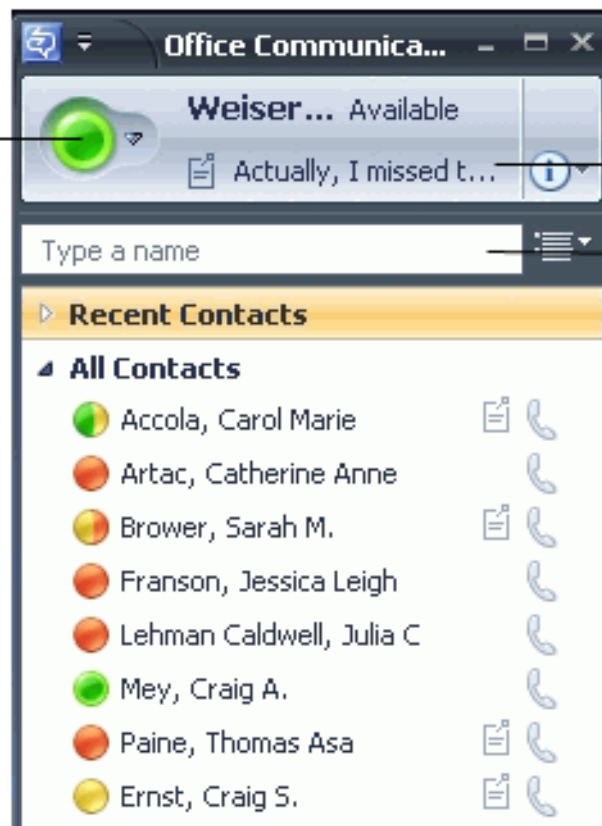 Office Communica...
Weiser... Available
Actually, I missed t...
Type a name
Recent Contacts
All Contacts
Accola, Carol Marie
Artac, Catherine Anne
Brower, Sarah M.
Franson, Jessica Leigh
Lehman Caldwell, Julia C
Mey, Craig A.
Paine, Thomas Asa
Ernst, Craig S.